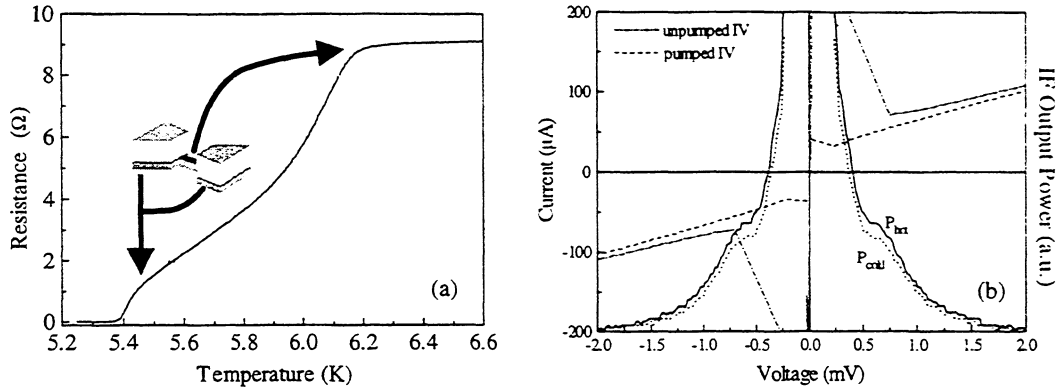 10
8
6
4
2
0
Resistance (Ω)
5.2 5.4 5.6 5.8 6.0 6.2 6.4 6.6
Temperature (K)
(a)
(b)
200
100
0
-100
-200
Current (µA)
unpumped IV
pumped IV
P_hot
P_cold
-2.0 -1.5 -1.0 -0.5 0.0 0.5 1.0 1.5 2.0
Voltage (mV)
IF Output Power (a.u.)